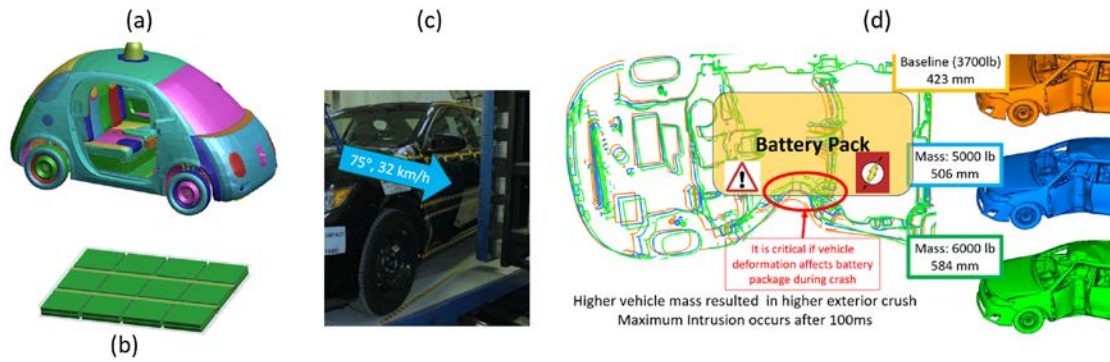 (a)
(b)
(c)
75°, 32 km/h
(d)
Baseline (3700lb)
423 mm
Battery Pack
Mass: 5000 lb
506 mm
It is critical if vehicle
deformation affects battery
package during crash
Mass: 6000 lb
584 mm
Higher vehicle mass resulted in higher exterior crush
Maximum Intrusion occurs after 100ms